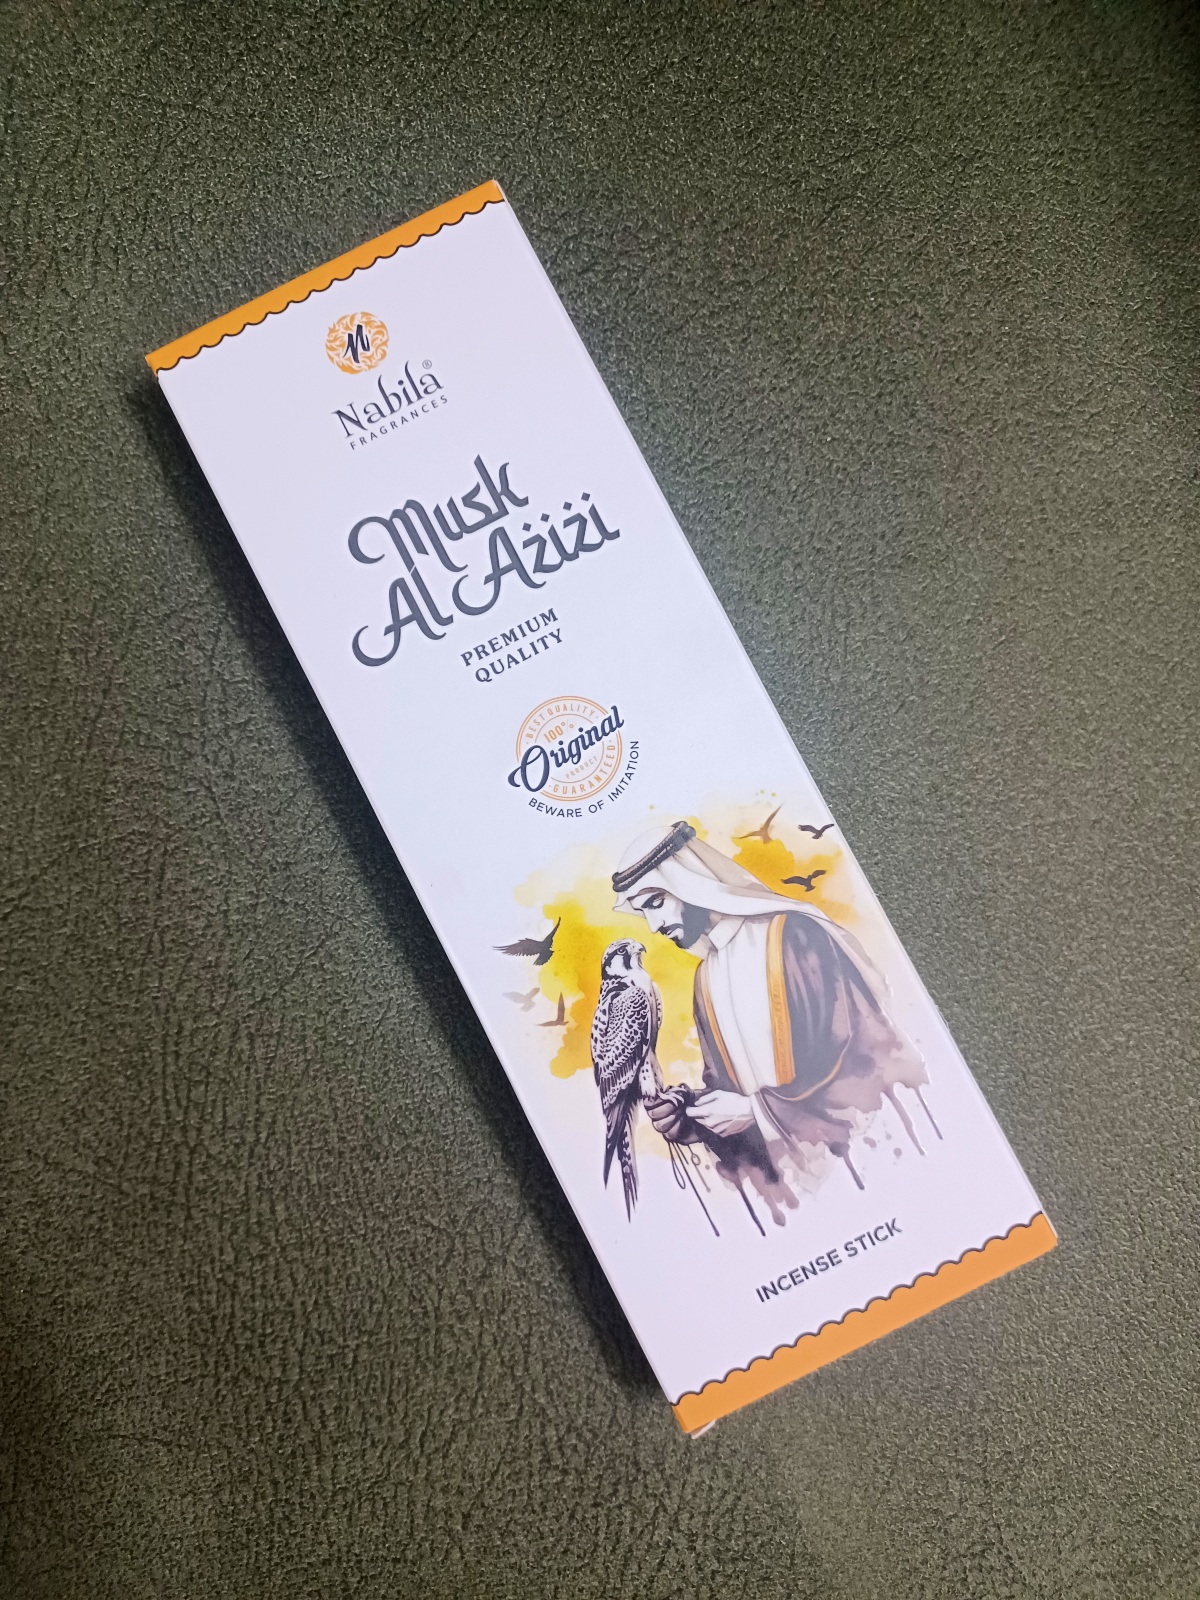 N
Nabila®
FRAGRANCES
Musk
Al Azizi
PREMIUM
QUALITY
BEST QUALITY
100%
Original
PRODUCT
GUARANTEED
BEWARE OF IMITATION
INCENSE STICK